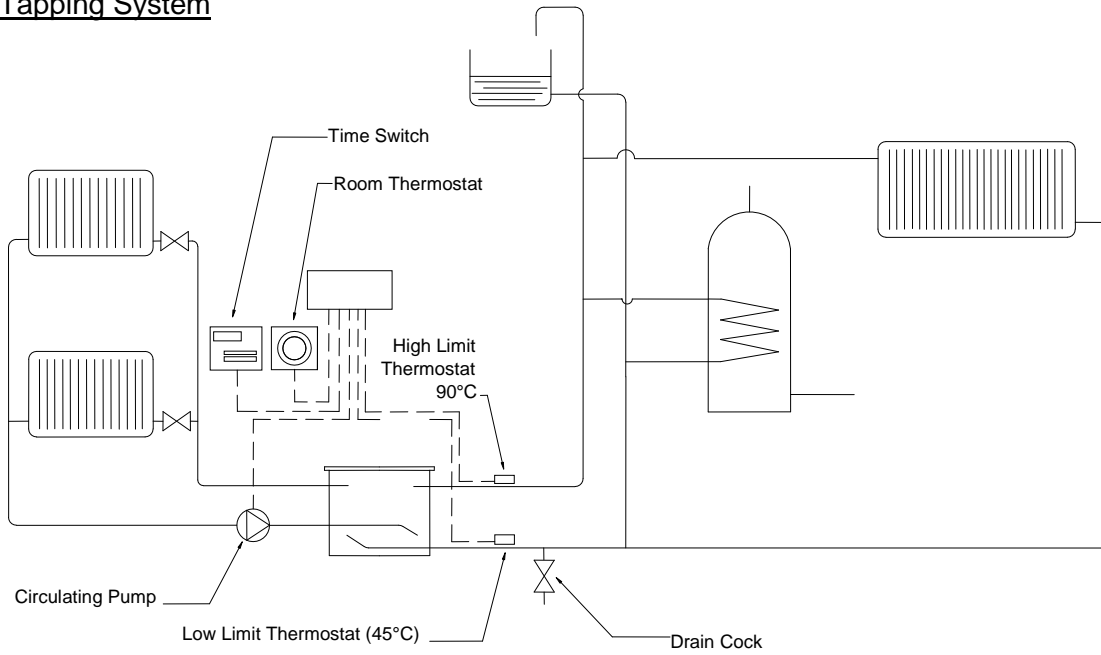 Tapping System
Time Switch
Room Thermostat
High Limit
Thermostat
90°C
Circulating Pump
Low Limit Thermostat (45°C)
Drain Cock